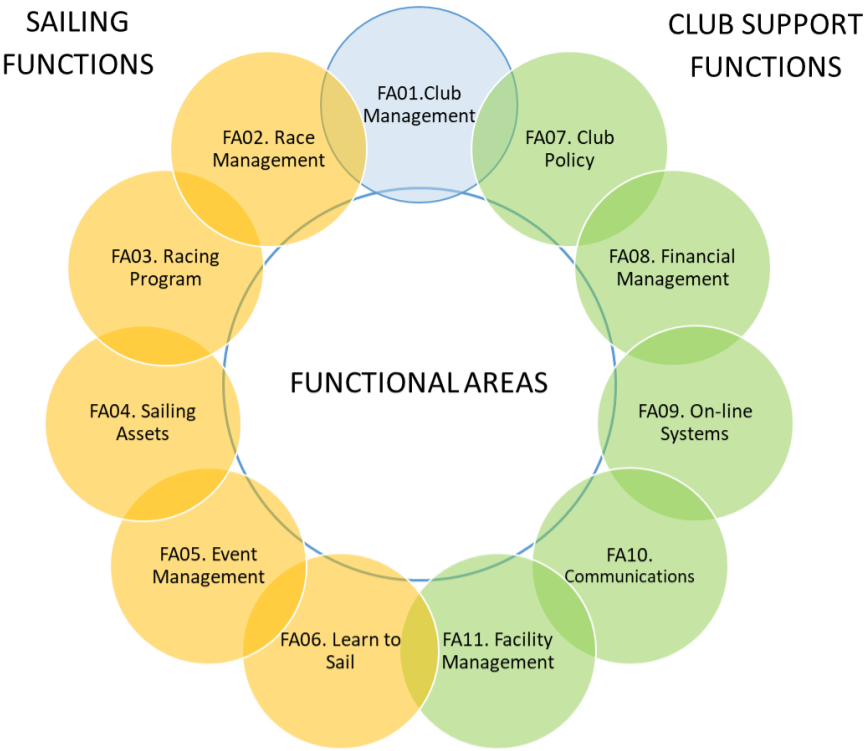 SAILING
FUNCTIONS
CLUB SUPPORT
FUNCTIONS
FA01.Club
Management
FA02. Race
Management
FA07. Club
Policy
FA03. Racing
Program
FA08. Financial
Management
FUNCTIONAL AREAS
FA04. Sailing
Assets
FA09. On-line
Systems
FA05. Event
Management
FA10.
Communications
FA06. Learn to
Sail
FA11. Facility
Management